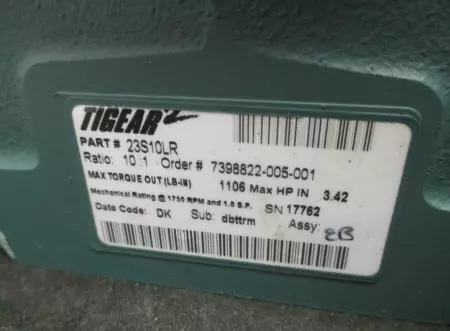 TIGEAR 2
PART # 23S10LR
Ratio: 10:1 Order # 7398822-005-001
MAX TORQUE OUT (LB-IN) 1106 Max HP IN 3.42
Mechanical Rating @ 1750 RPM and 1.0 S.F. SN 17762
Date Code: DK Sub: dbttrm Assy: